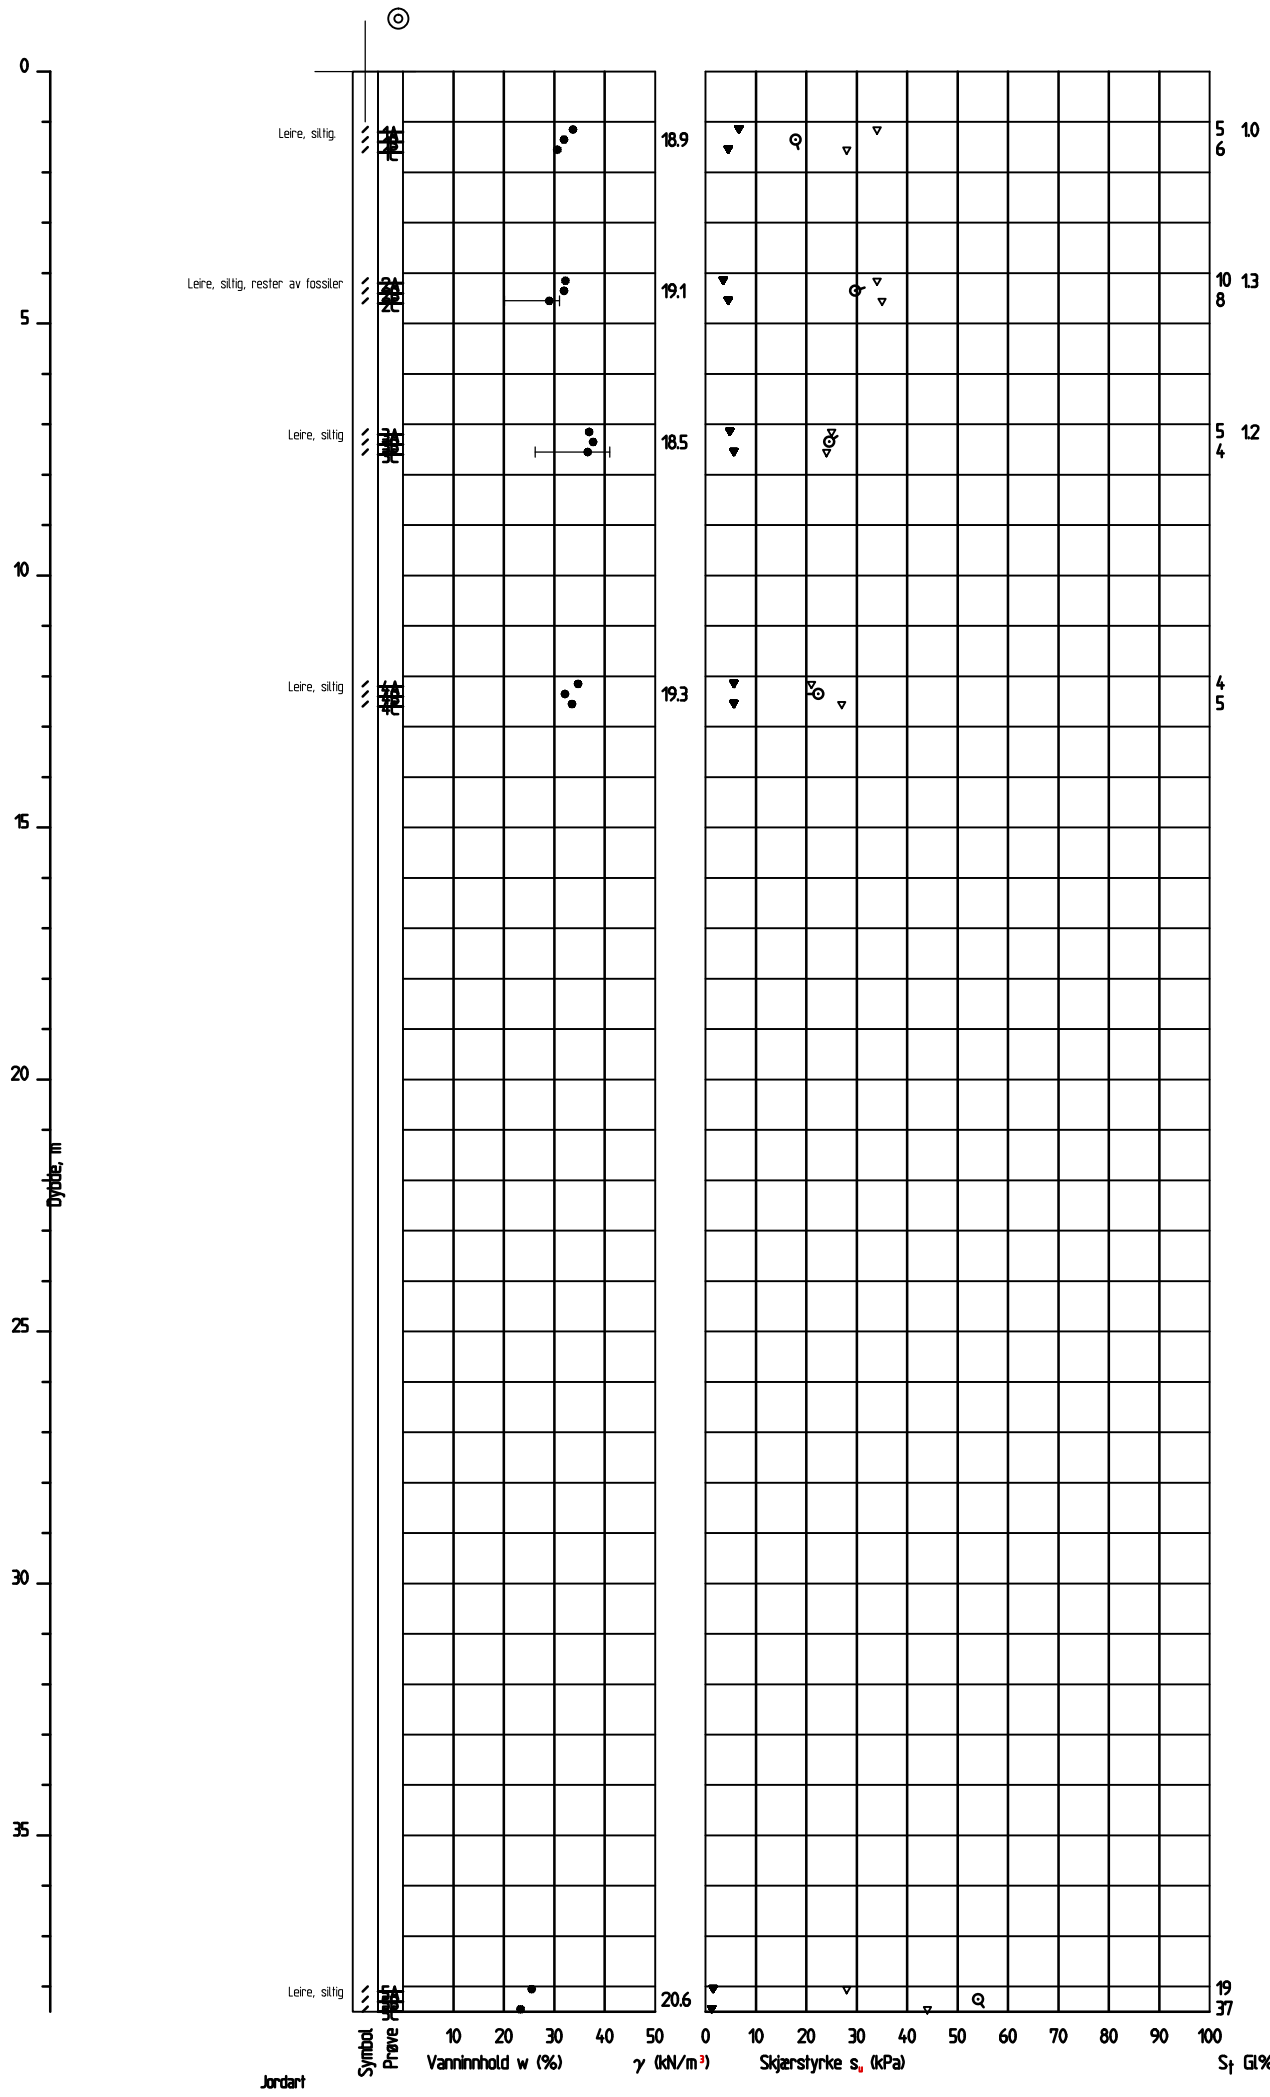 0
Leire, siltig.
18.9
5 1.0
6
Leire, siltig, rester av fossiler
2C
19.1
10 1.3
8
5
Leire, siltig
18.5
5 1.2
4
10
Leire, siltig
19.3
4
5
15
20
Dybde, m
25
30
35
Leire, siltig
20.6
19
37
Symbol
Prøve
10 20 30 40 50
0 10 20 30 40 50 60 70 80 90 100
Vanninnhold w (%)
γ (kN/m³)
Skjærstyrke su (kPa)
St Gl%
Jordart